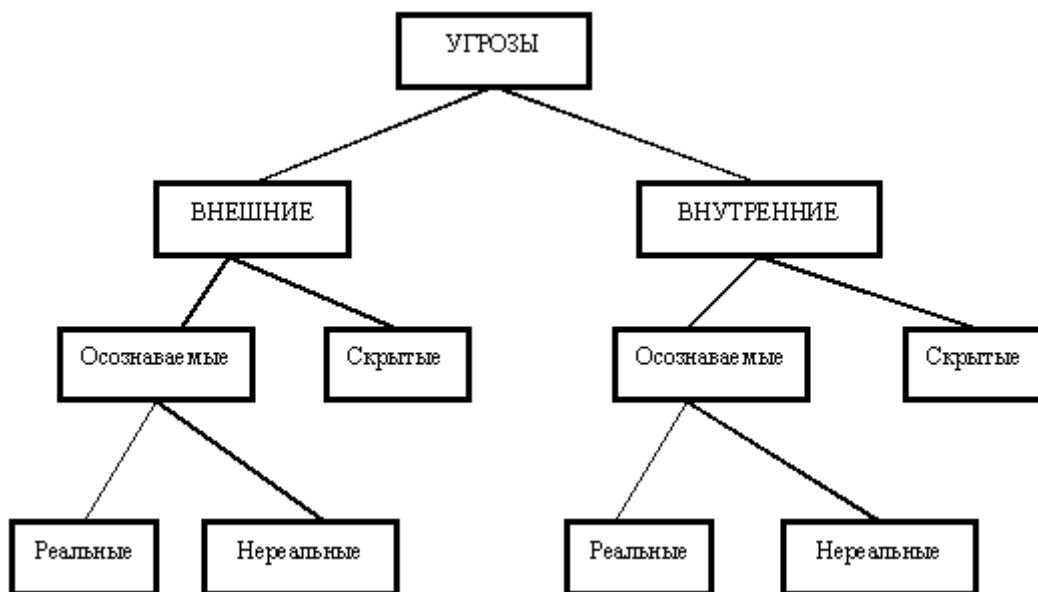 УГРОЗЫ
ВНЕШНИЕ
ВНУТРЕННИЕ
Осознаваемые
Скрытые
Осознаваемые
Скрытые
Реальные
Нереальные
Реальные
Нереальные